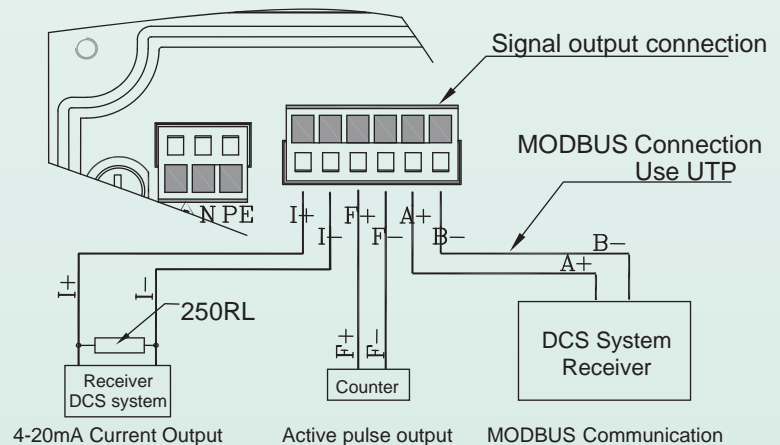 Signal output connection
MODBUS Connection
Use UTP
N PE
I+
I-
F+
F-
A+
B-
B-
A+
I+
I-
250RL
F+
F-
DCS System
Receiver
Receiver
DCS system
Counter
4-20mA Current Output
Active pulse output
MODBUS Communication